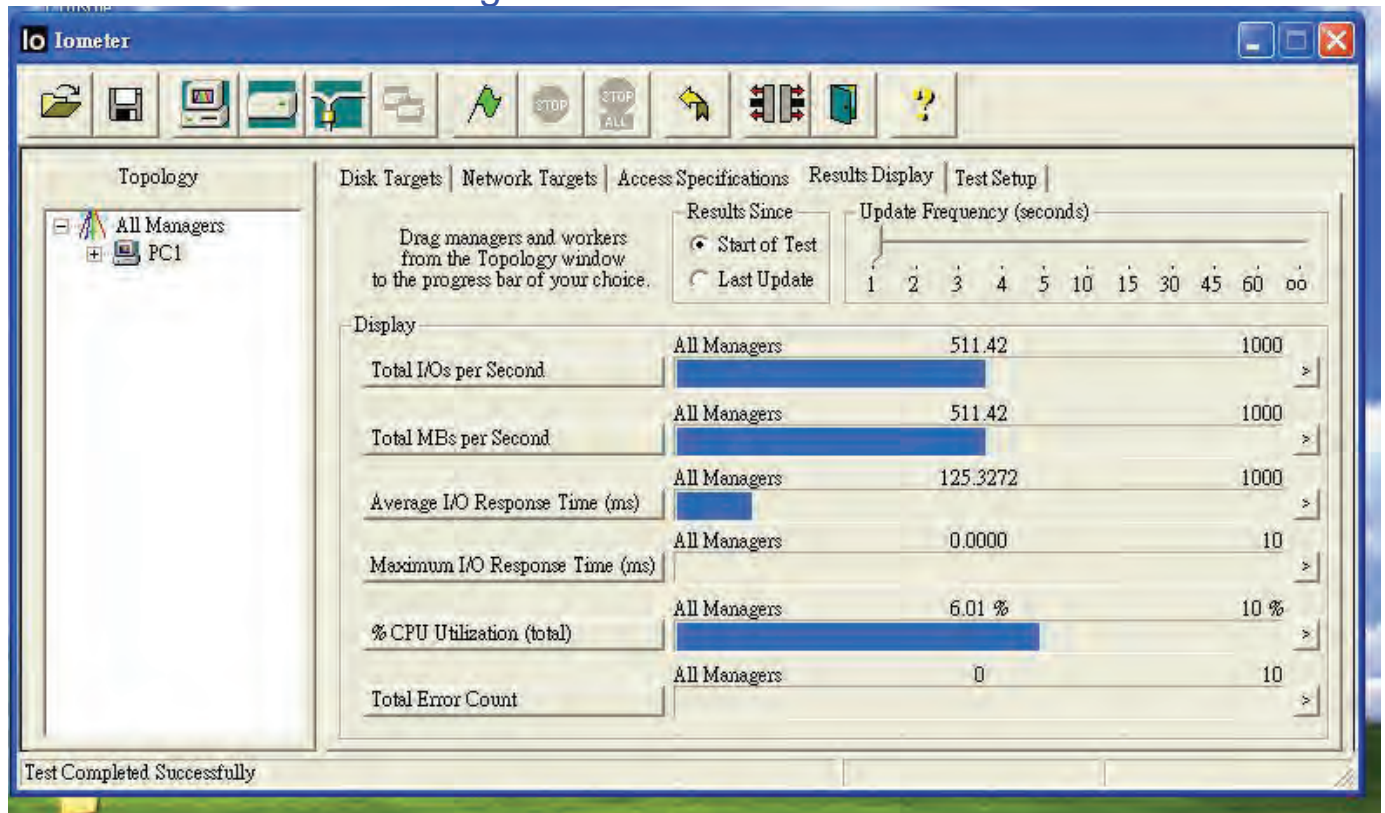 Io Iometer
STOP
STOP
ALL
?
Topology
All Managers
PC1
Disk Targets
Network Targets
Access Specifications
Results Display
Test Setup
Drag managers and workers
from the Topology window
to the progress bar of your choice.
Results Since
Start of Test
Last Update
Update Frequency (seconds)
1 2 3 4 5 10 15 30 45 60 oo
Display
All Managers 511.42 1000
Total I/Os per Second >
All Managers 511.42 1000
Total MBs per Second >
All Managers 125.3272 1000
Average I/O Response Time (ms) >
All Managers 0.0000 10
Maximum I/O Response Time (ms) >
All Managers 6.01 % 10 %
% CPU Utilization (total) >
All Managers 0 10
Total Error Count >
Test Completed Successfully